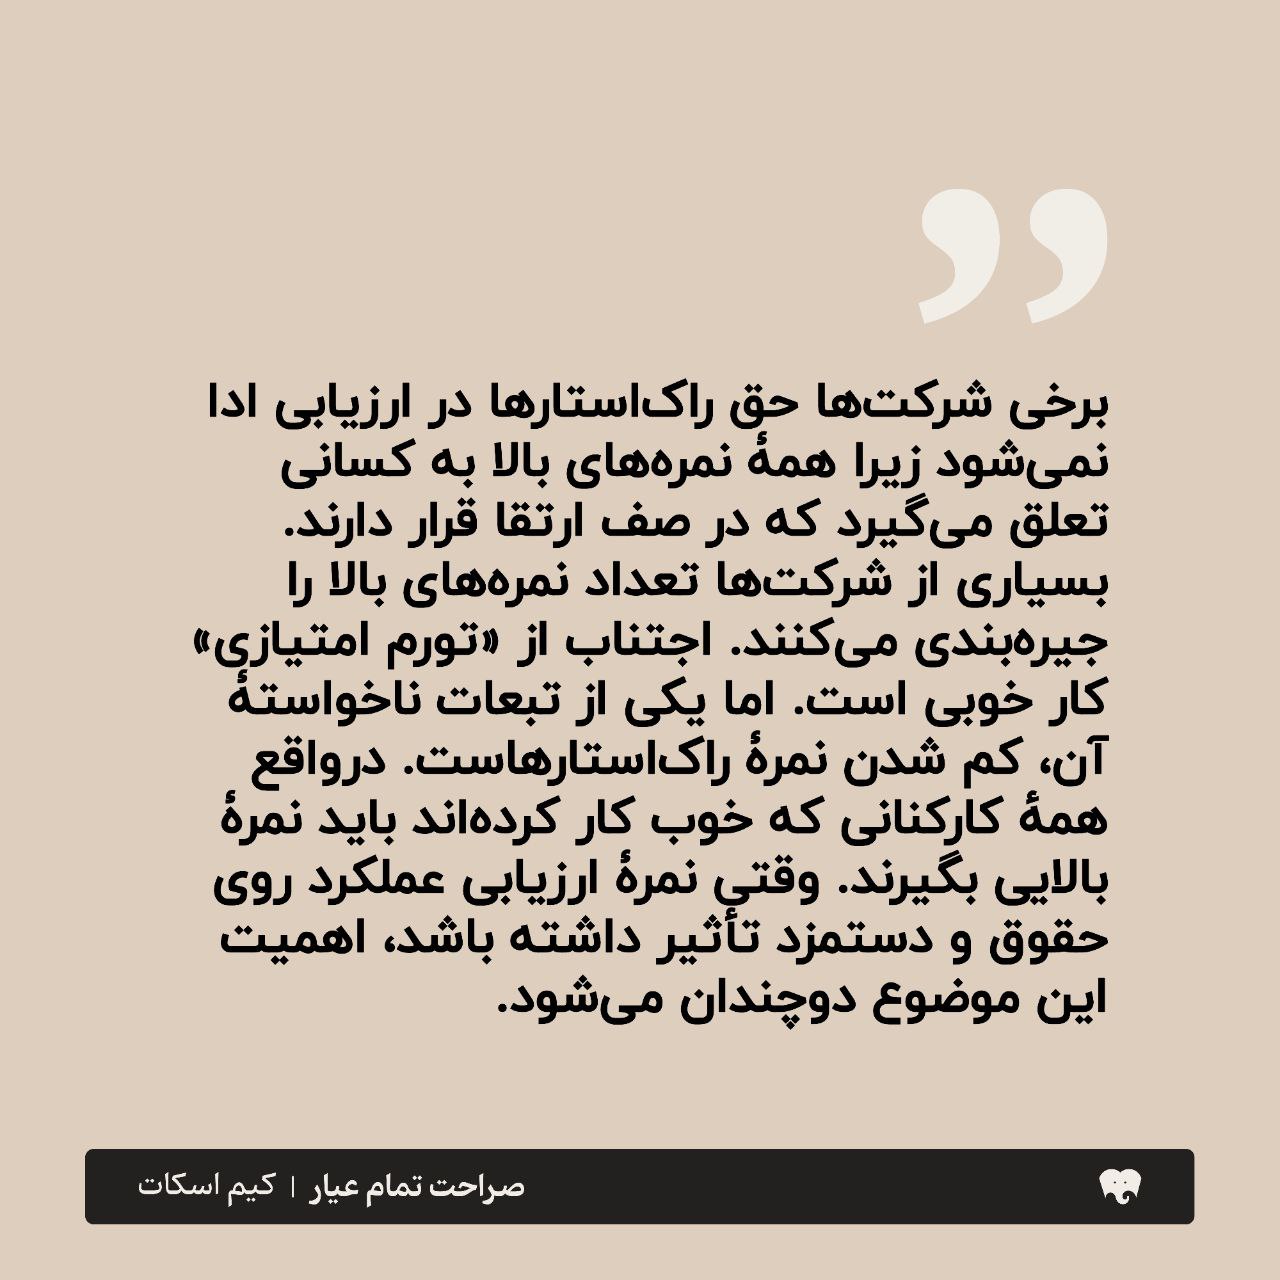 برخی شرکت‌ها حق راک‌استارها در ارزیابی ادا
نمی‌شود زیرا همهٔ نمره‌های بالا به کسانی
تعلق می‌گیرد که در صف ارتقا قرار دارند.
بسیاری از شرکت‌ها تعداد نمره‌های بالا را
جیره‌بندی می‌کنند. اجتناب از «تورم امتیازی»
کار خوبی است. اما یکی از تبعات ناخواستهٔ
آن، کم شدن نمرهٔ راک‌استارهاست. درواقع
همهٔ کارکنانی که خوب کار کرده‌اند باید نمرهٔ
بالایی بگیرند. وقتی نمرهٔ ارزیابی عملکرد روی
حقوق و دستمزد تأثیر داشته باشد، اهمیت
این موضوع دوچندان می‌شود.
صراحت تمام عیار | کیم اسکات